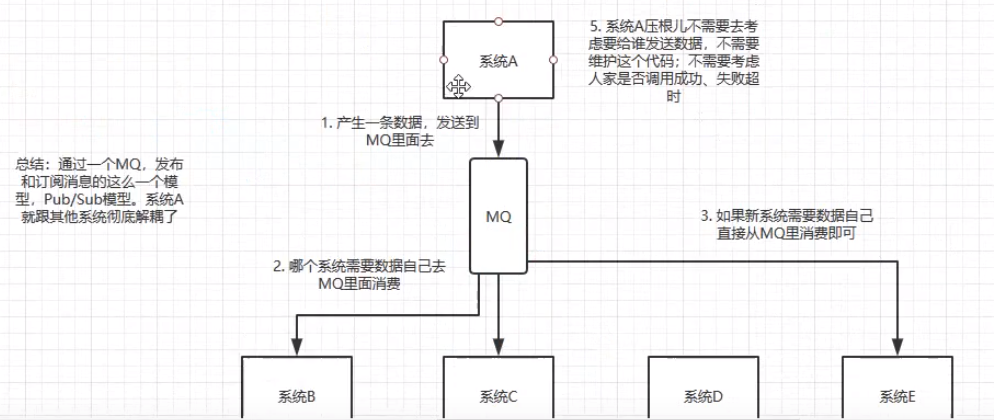 系统A
5. 系统A压根儿不需要去考
虑要给谁发送数据，不需要
维护这个代码；不需要考虑
人家是否调用成功、失败超
时
1. 产生一条数据，发送到
MQ里面去
总结：通过一个MQ，发布
和订阅消息的这么一个模
型，Pub/Sub模型。系统A
就跟其他系统彻底解耦了
MQ
3. 如果新系统需要数据自己
直接从MQ里消费即可
2. 哪个系统需要数据自己去
MQ里面消费
系统B
系统C
系统D
系统E